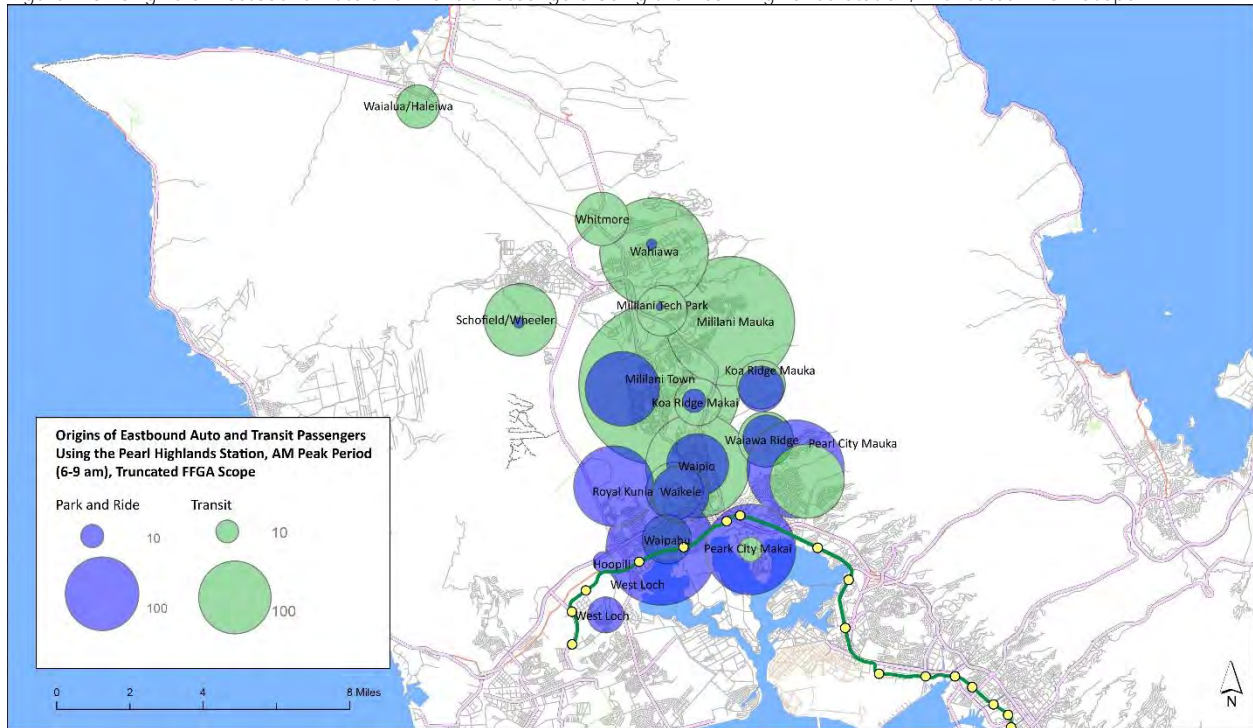 Waialua/Haleiwa
Whitmore
Wahiawa
Mililani Tech Park
Schofield/Wheeler
Mililani Mauka
Koa Ridge Mauka
Mililani Town
Koa Ridge Makai
Waiawa Ridge
Pearl City Mauka
Waipio
Royal Kunia
Waikele
Waipahu
Peark City Makai
Hoopili
West Loch
West Loch
Origins of Eastbound Auto and Transit Passengers
Using the Pearl Highlands Station, AM Peak Period
(6-9 am), Truncated FFGA Scope
Park and Ride
Transit
10
10
100
100
0 2 4 8 Miles
N